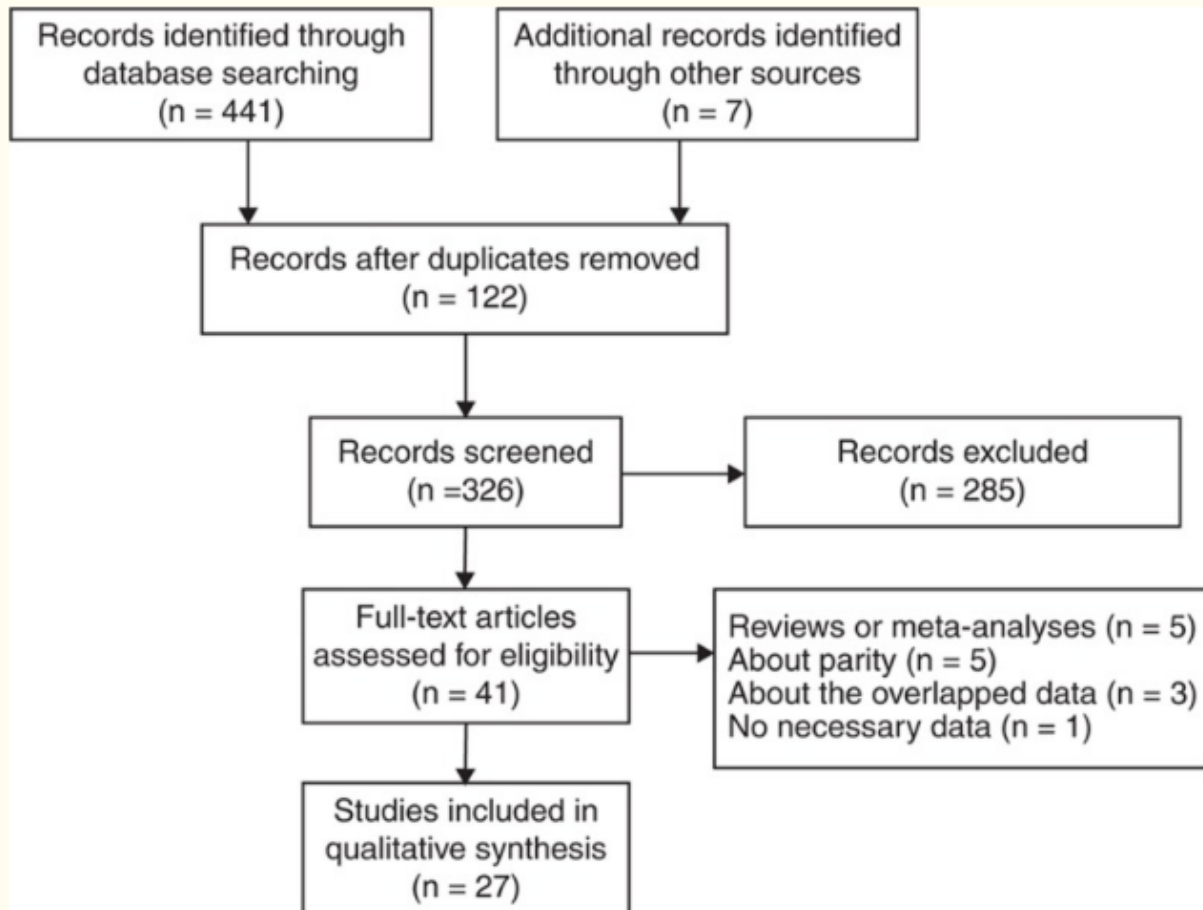 Records identified through
database searching
(n = 441)
Additional records identified
through other sources
(n = 7)
Records after duplicates removed
(n = 122)
Records screened
(n =326)
Records excluded
(n = 285)
Full-text articles
assessed for eligibility
(n = 41)
Reviews or meta-analyses (n = 5)
About parity (n = 5)
About the overlapped data (n = 3)
No necessary data (n = 1)
Studies included in
qualitative synthesis
(n = 27)